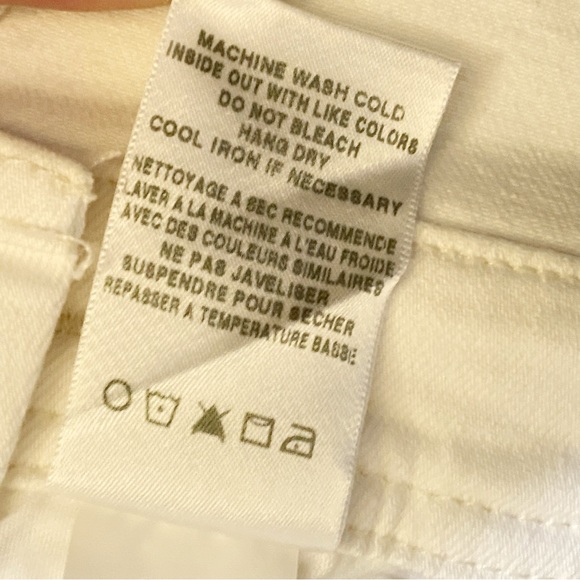 MACHINE WASH COLD
INSIDE OUT WITH LIKE COLORS
DO NOT BLEACH
HANG DRY
COOL IRON IF NECESSARY
NETTOYAGE A SEC RECOMMENDE
LAVER A LA MACHINE À L'EAU FROIDE
AVEC DES COULEURS SIMILAIRES
NE PAS JAVELISER
SUSPENDRE POUR SECHER
REPASSER A TEMPERATURE BASSE